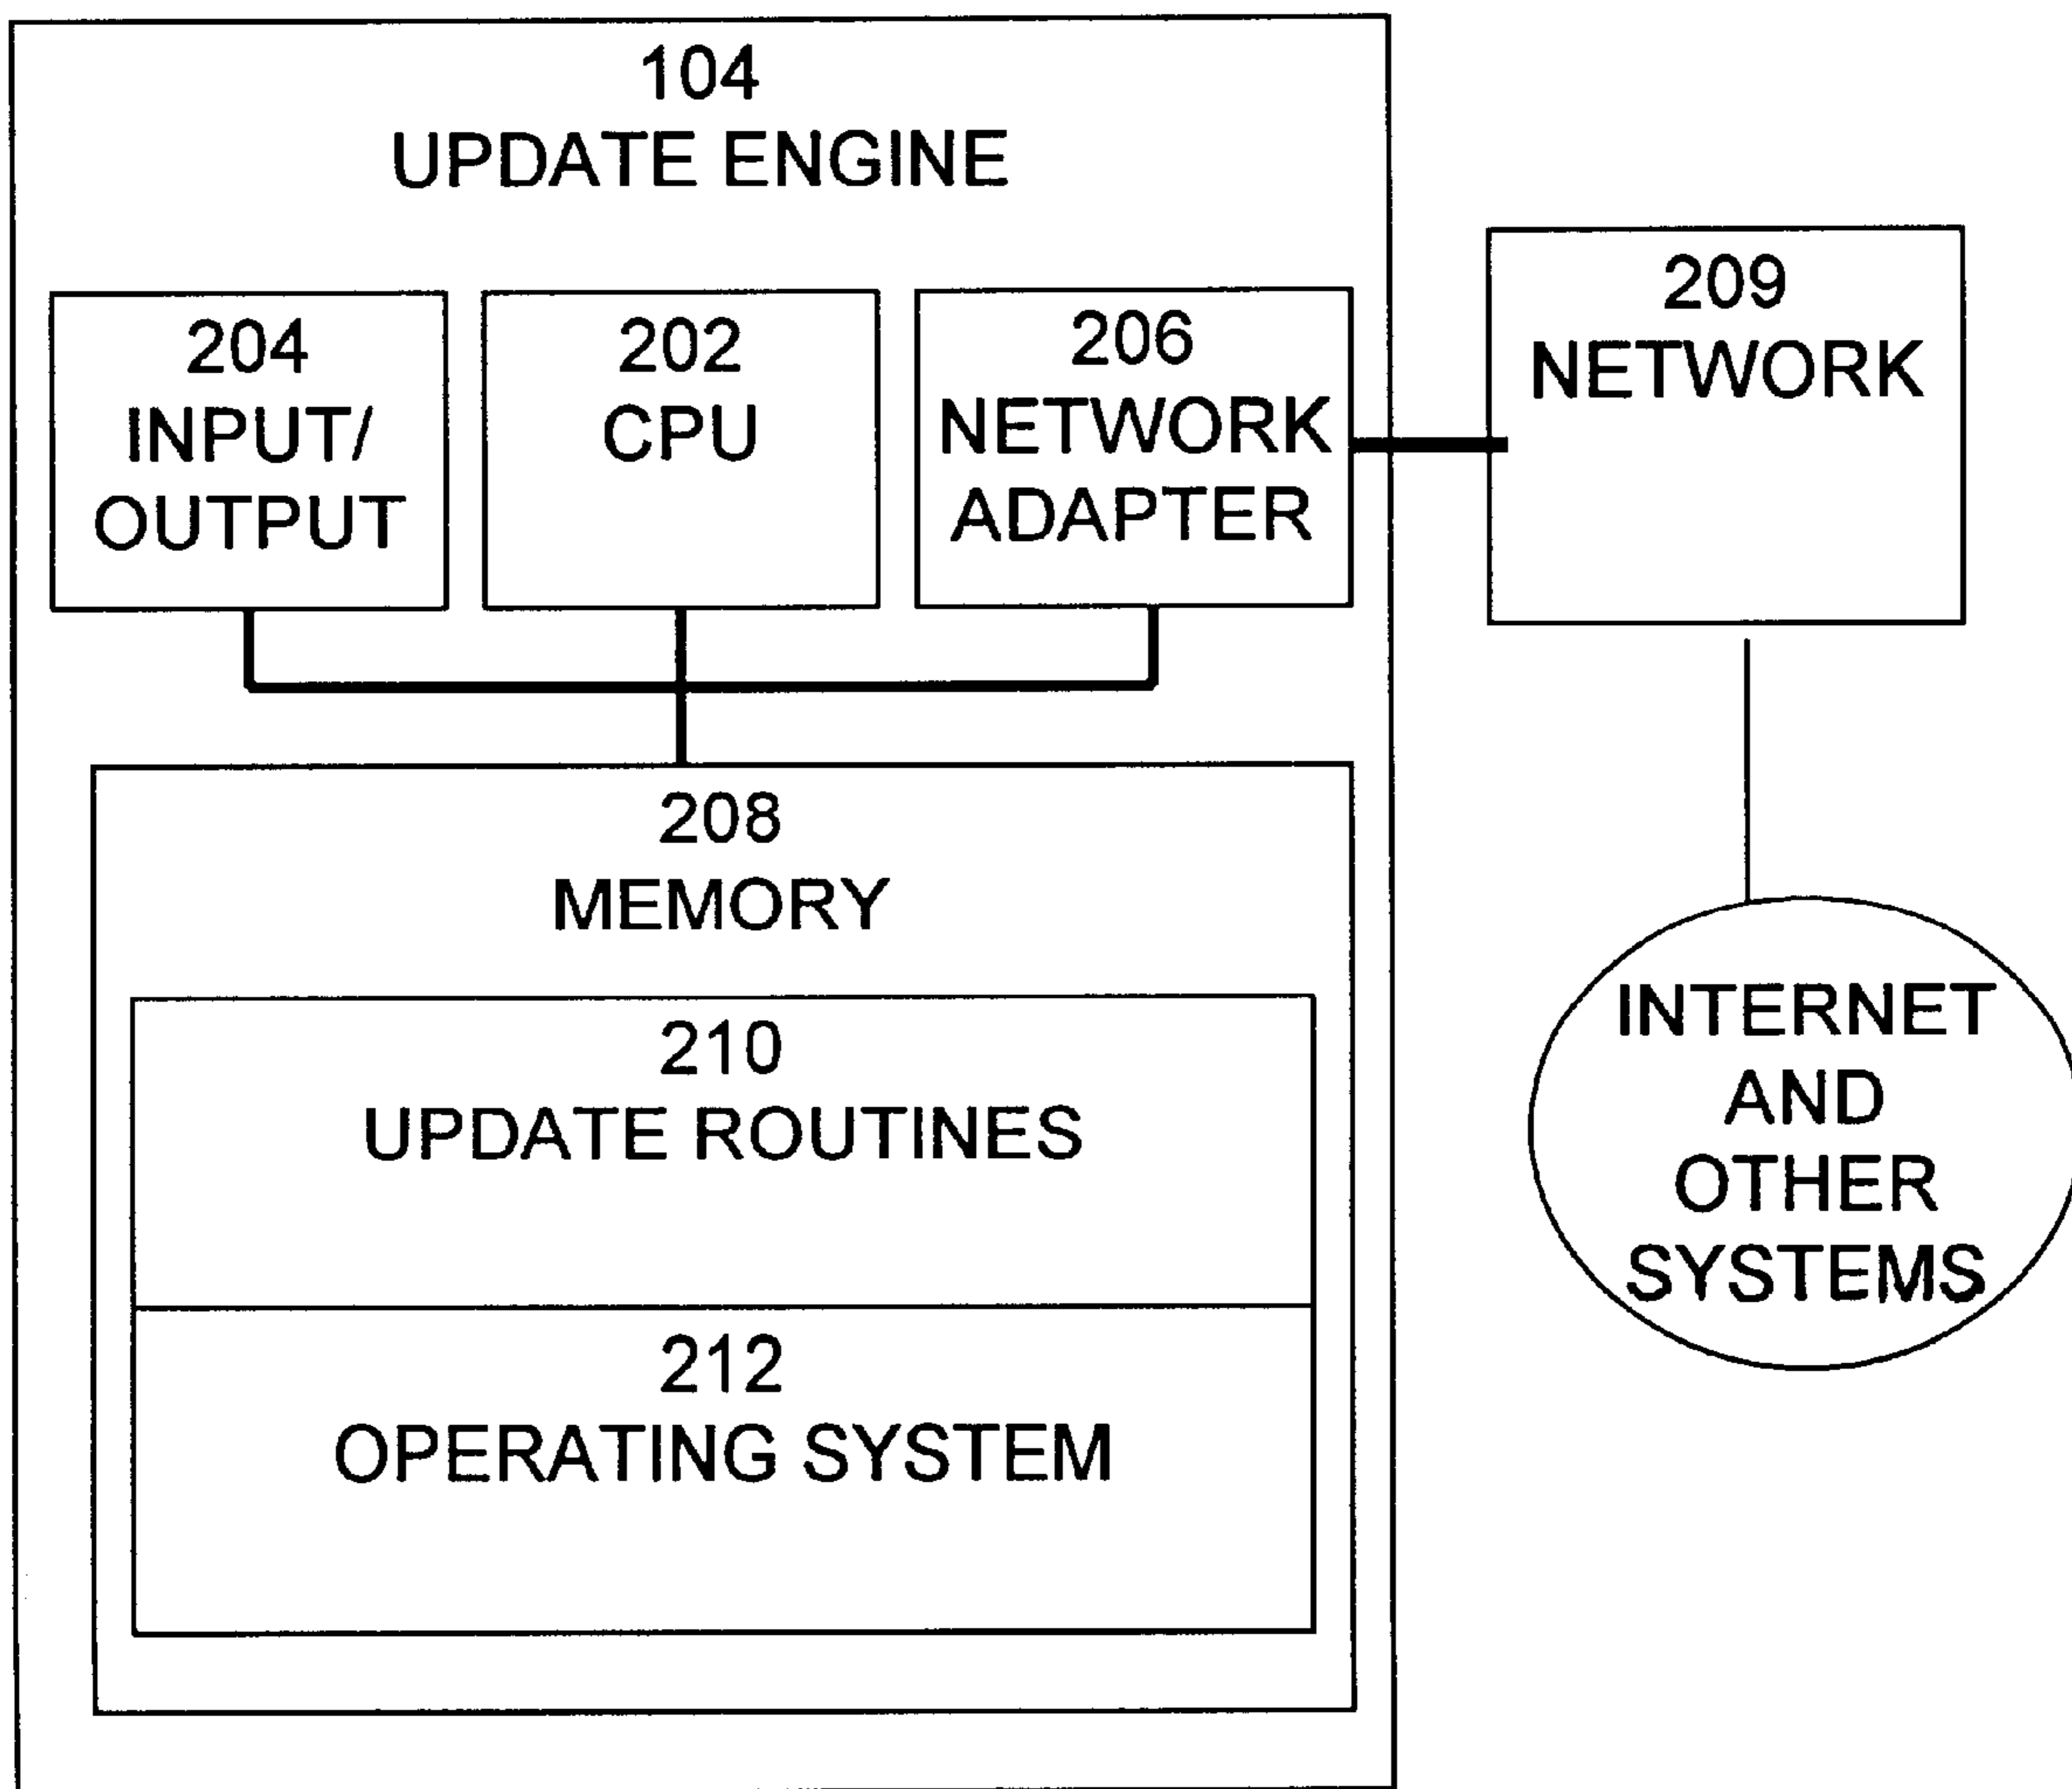 104
UPDATE ENGINE
204
INPUT/
OUTPUT
202
CPU
206
NETWORK
ADAPTER
209
NETWORK
208
MEMORY
210
UPDATE ROUTINES
212
OPERATING SYSTEM
INTERNET
AND
OTHER
SYSTEMS